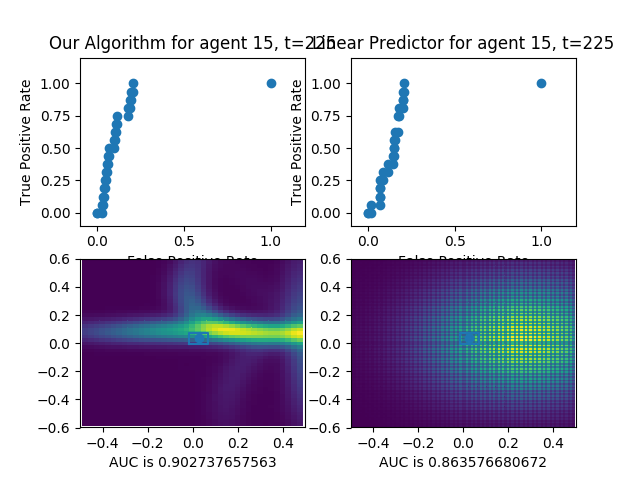 Our Algorithm for agent 15, t=225
Linear Predictor for agent 15, t=225
True Positive Rate
1.00
0.75
0.50
0.25
0.00
0.0 0.5 1.0
False Positive Rate
True Positive Rate
1.00
0.75
0.50
0.25
0.00
0.0 0.5 1.0
False Positive Rate
0.6
0.4
0.2
0.0
−0.2
−0.4
−0.6
−0.4 −0.2 0.0 0.2 0.4
AUC is 0.902737657563
0.6
0.4
0.2
0.0
−0.2
−0.4
−0.6
−0.4 −0.2 0.0 0.2 0.4
AUC is 0.863576680672